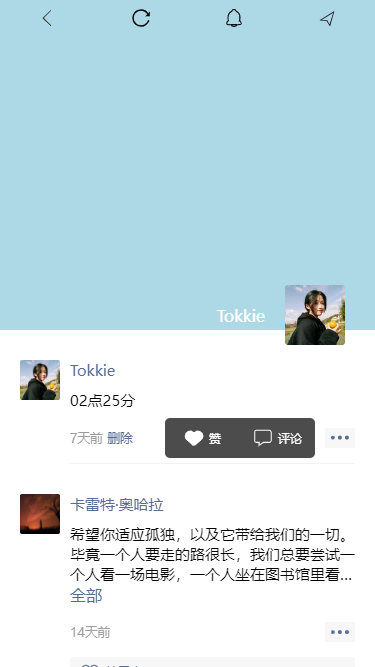 Tokkie
Tokkie
02点25分
7天前 删除
赞 评论
卡雷特·奥哈拉
希望你适应孤独，以及它带给我们的一切。
毕竟一个人要走的路很长，我们总要尝试一
个人看一场电影，一个人坐在图书馆里看...
全部
14天前